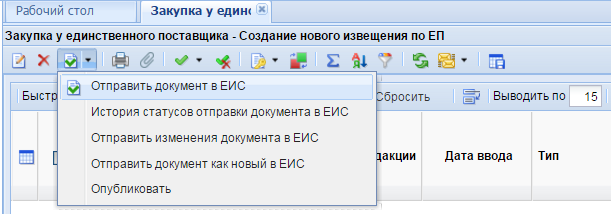 Рабочий стол Закупка у един
Закупка у единственного поставщика - Создание нового извещения по ЕП
Отправить документ в ЕИС
История статусов отправки документа в ЕИС
Отправить изменения документа в ЕИС
Отправить документ как новый в ЕИС
Опубликовать
Быстр Сбросить Выводить по 15
дакции Дата ввода Тип